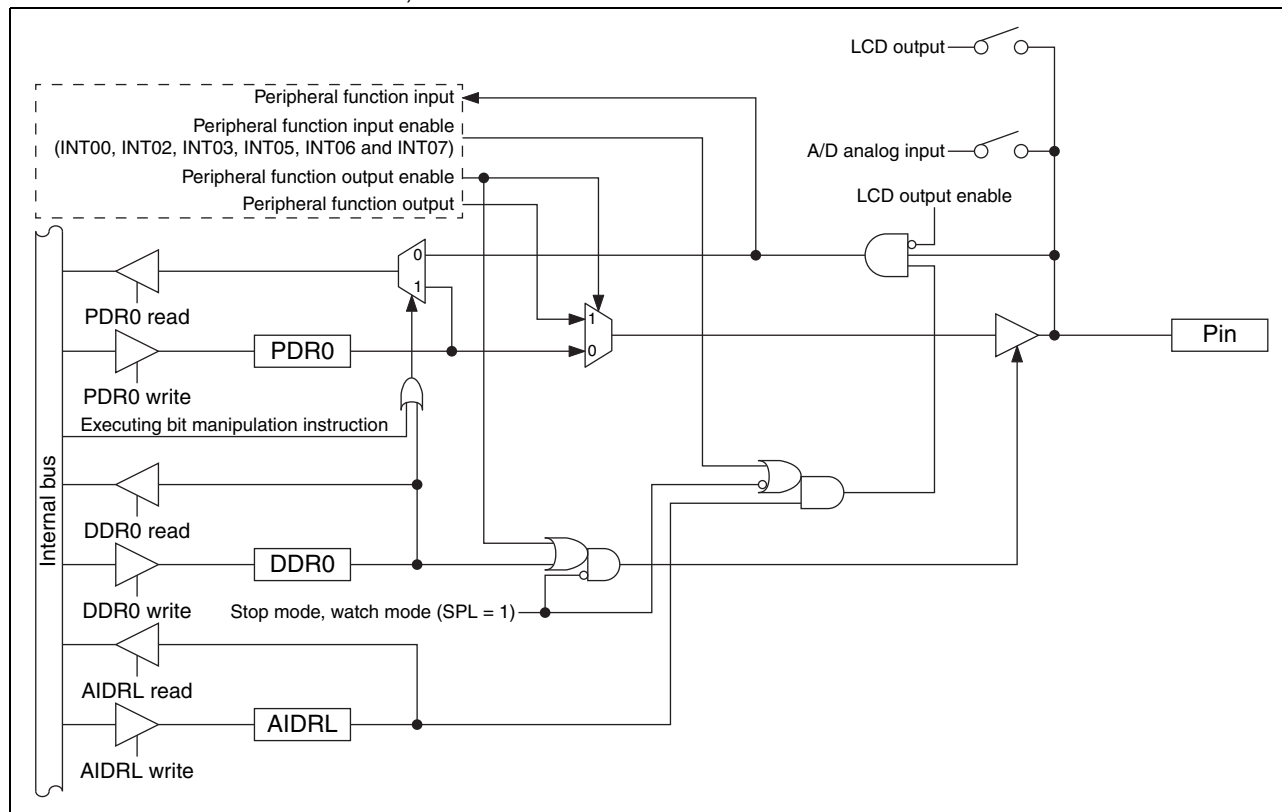 LCD output
Peripheral function input
Peripheral function input enable
(INT00, INT02, INT03, INT05, INT06 and INT07)
A/D analog input
Peripheral function output enable
Peripheral function output
LCD output enable
0
1
PDR0 read
1
0
PDR0
Pin
PDR0 write
Executing bit manipulation instruction
Internal bus
DDR0 read
DDR0
DDR0 write
Stop mode, watch mode (SPL = 1)
AIDRL read
AIDRL
AIDRL write